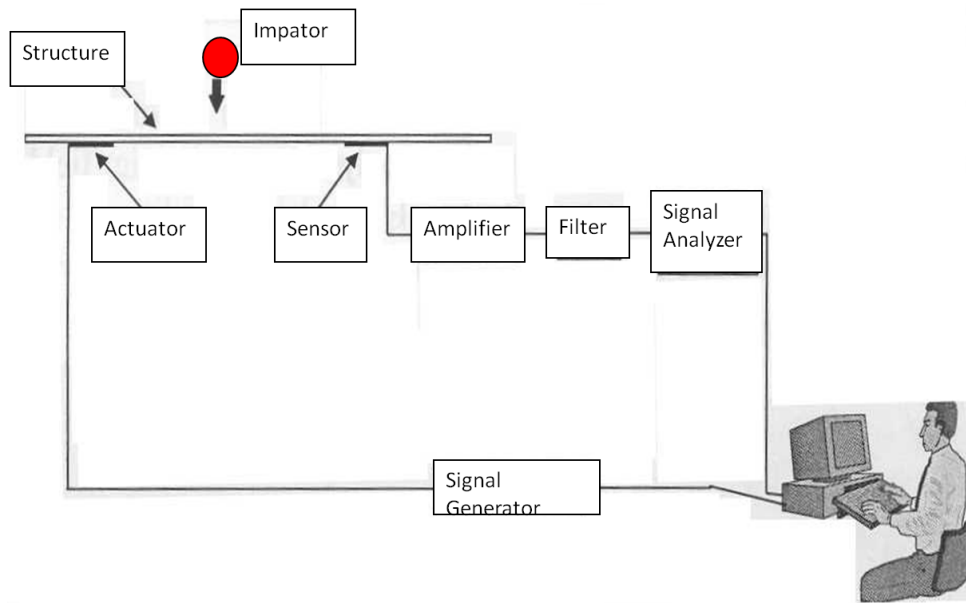 Impator
Structure
Actuator
Sensor
Amplifier
Filter
Signal
Analyzer
Signal
Generator